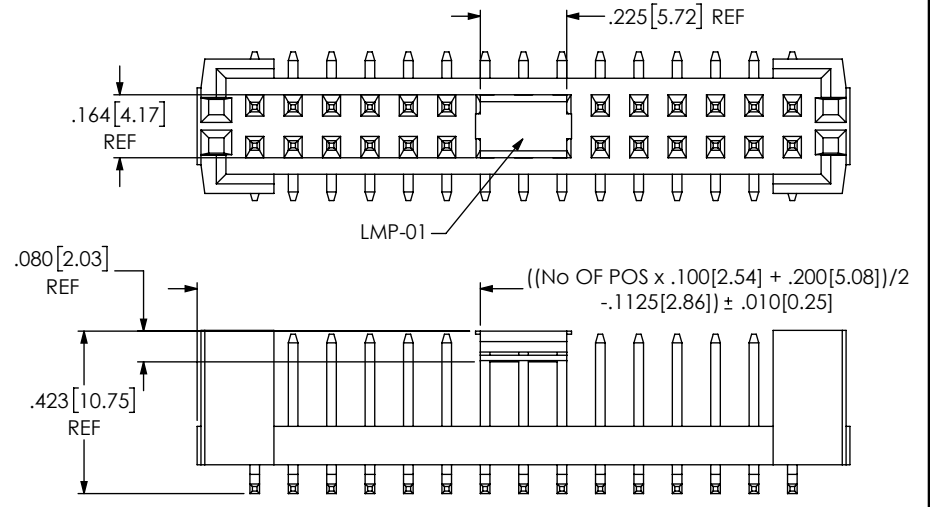 .225[5.72] REF
.164[4.17]
REF
LMP-01
.080[2.03]
REF
((No OF POS x .100[2.54] + .200[5.08])/2
-.1125[2.86]) ± .010[0.25]
.423[10.75]
REF